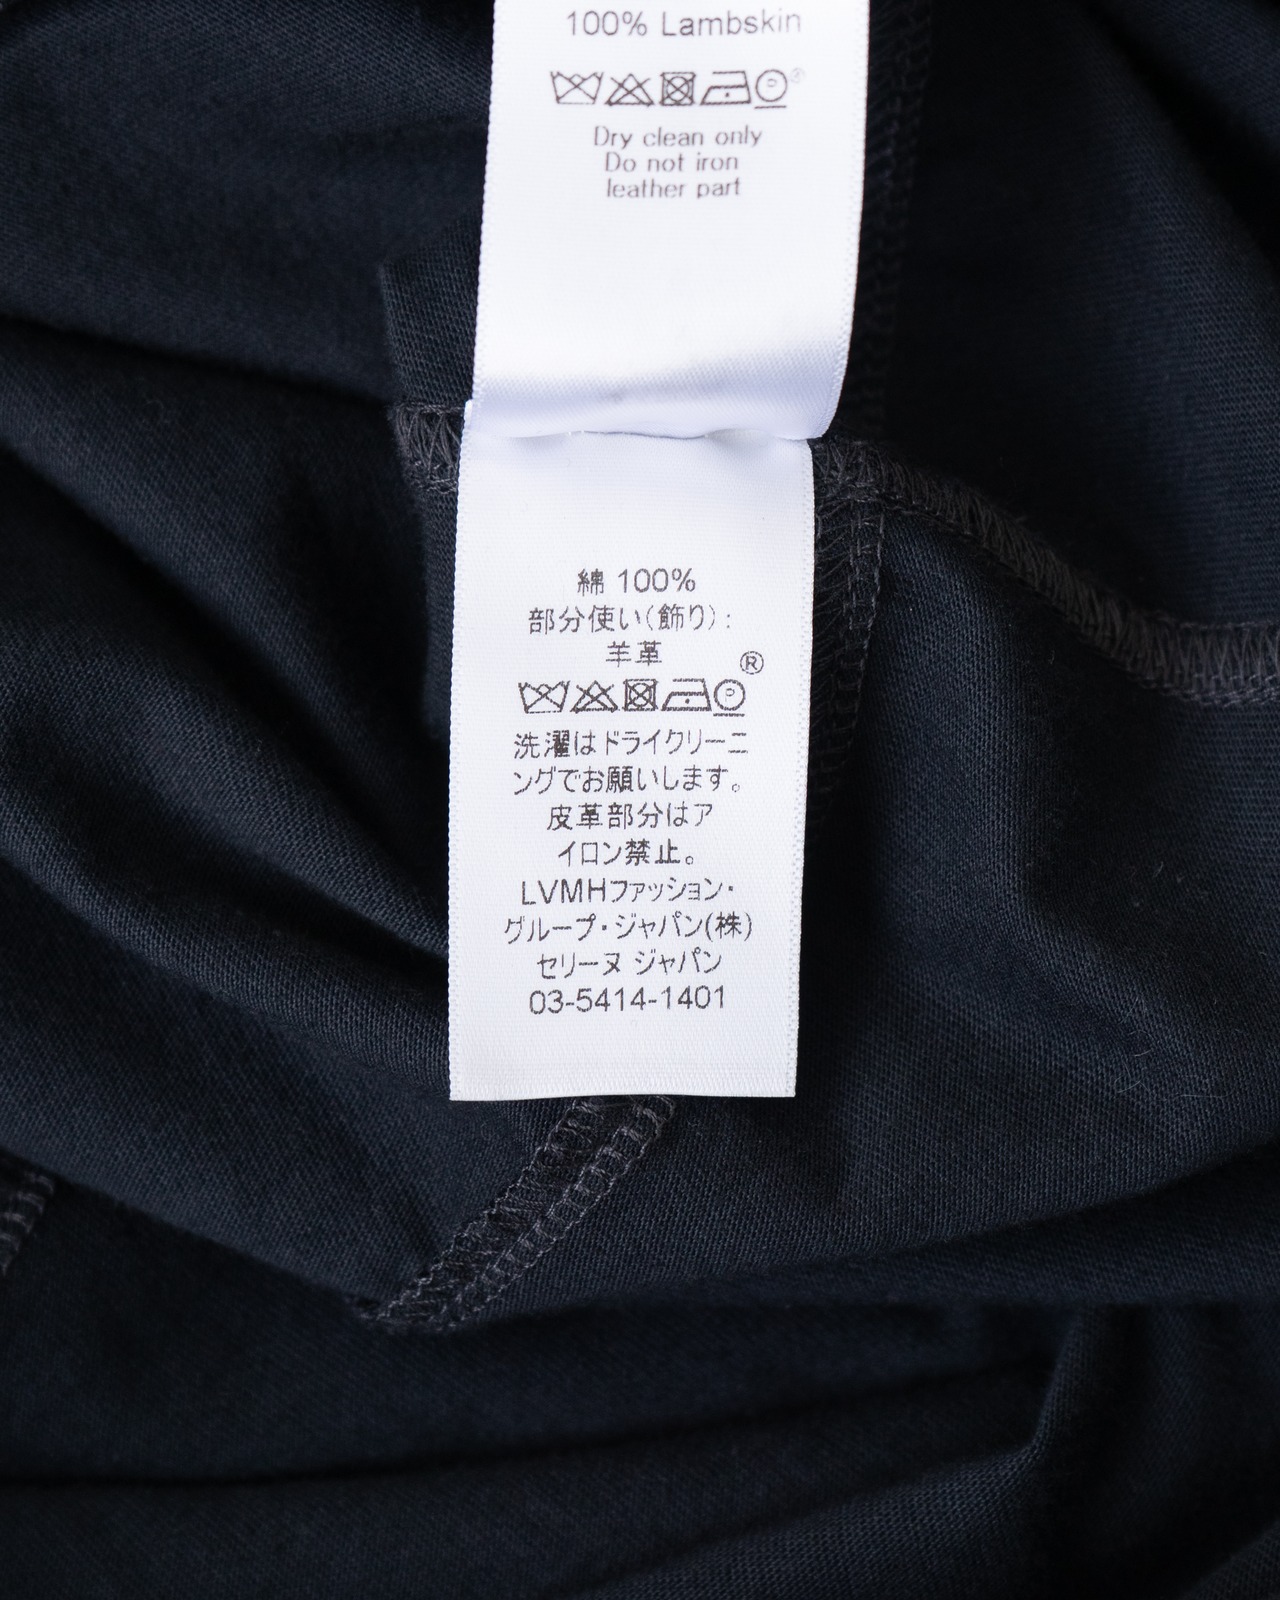 100% Lambskin
P
Dry clean only
Do not iron
leather part
綿 100%
部分使い(飾り):
羊革
®
P
洗濯はドライクリーニ
ングでお願いします。
皮革部分はア
イロン禁止。
LVMHファッション・
グループ・ジャパン(株)
セリーヌ ジャパン
03-5414-1401